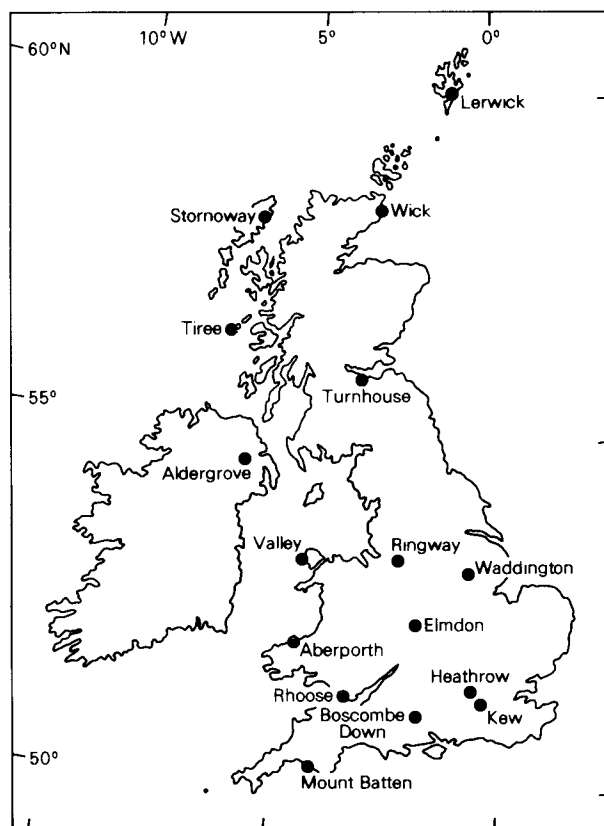 10°W 5° 0°
60°N
Lerwick
Stornoway
Wick
Tiree
55°
Turnhouse
Aldergrove
Valley
Ringway
Waddington
Elmdon
Aberporth
Heathrow
Rhoose
Kew
Boscombe
Down
50°
Mount Batten